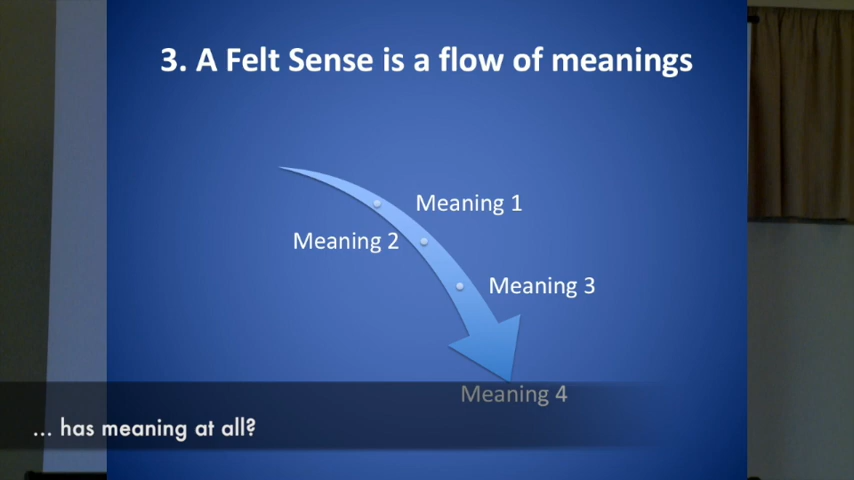 3. A Felt Sense is a flow of meanings
Meaning 1
Meaning 2
Meaning 3
Meaning 4
... has meaning at all?